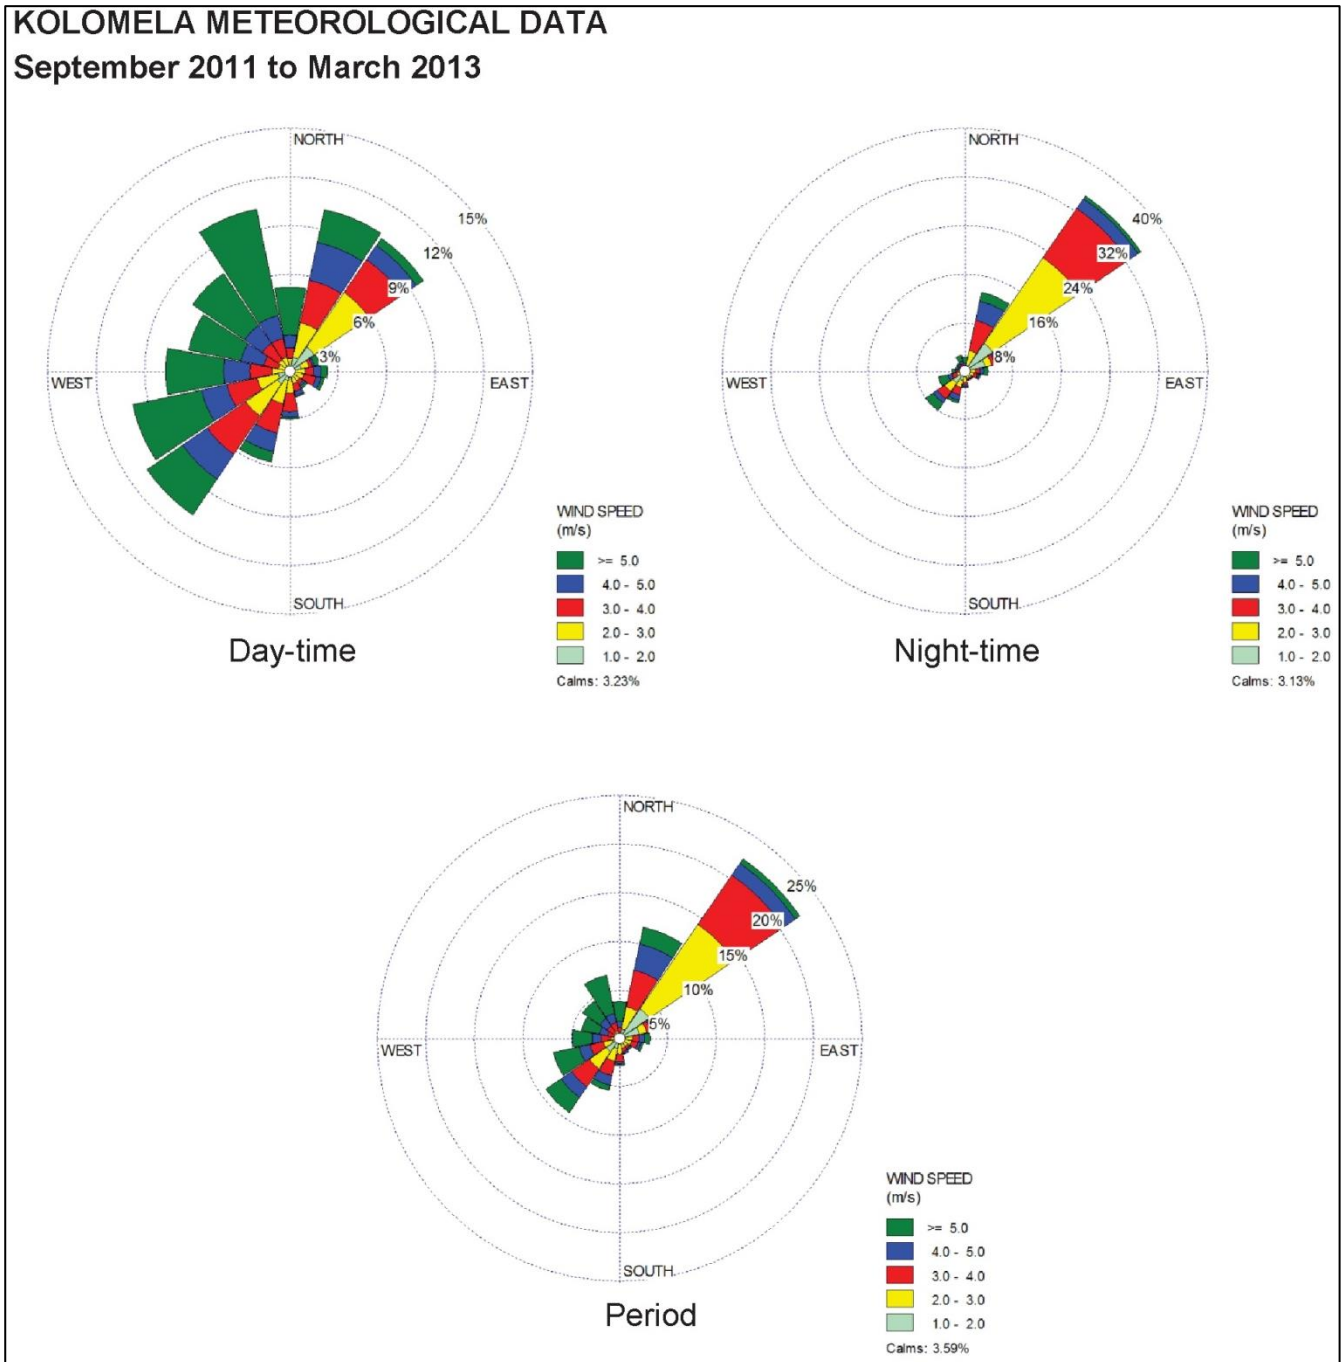 KOLOMELA METEOROLOGICAL DATA
September 2011 to March 2013
NORTH
15%
12%
9%
6%
3%
WEST
EAST
SOUTH
WIND SPEED
(m/s)
>= 5.0
4.0 - 5.0
3.0 - 4.0
2.0 - 3.0
1.0 - 2.0
Calms: 3.23%
Day-time
NORTH
40%
32%
24%
16%
8%
WEST
EAST
SOUTH
WIND SPEED
(m/s)
>= 5.0
4.0 - 5.0
3.0 - 4.0
2.0 - 3.0
1.0 - 2.0
Calms: 3.13%
Night-time
NORTH
25%
20%
15%
10%
5%
WEST
EAST
SOUTH
WIND SPEED
(m/s)
>= 5.0
4.0 - 5.0
3.0 - 4.0
2.0 - 3.0
1.0 - 2.0
Calms: 3.59%
Period